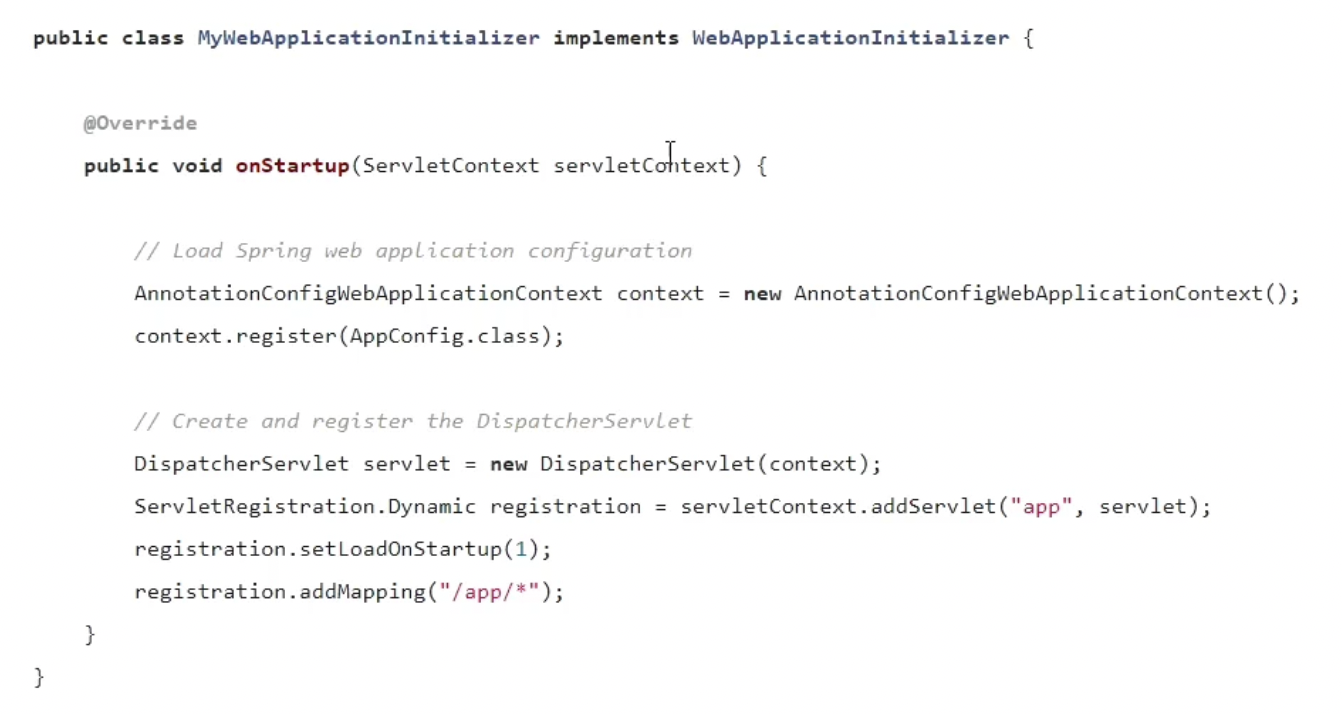 public class MyWebApplicationInitializer implements WebApplicationInitializer {
@Override
public void onStartup(ServletContext servletContext) {
// Load Spring web application configuration
AnnotationConfigWebApplicationContext context = new AnnotationConfigWebApplicationContext();
context.register(AppConfig.class);
// Create and register the DispatcherServlet
DispatcherServlet servlet = new DispatcherServlet(context);
ServletRegistration.Dynamic registration = servletContext.addServlet("app", servlet);
registration.setLoadOnStartup(1);
registration.addMapping("/app/*");
}
}